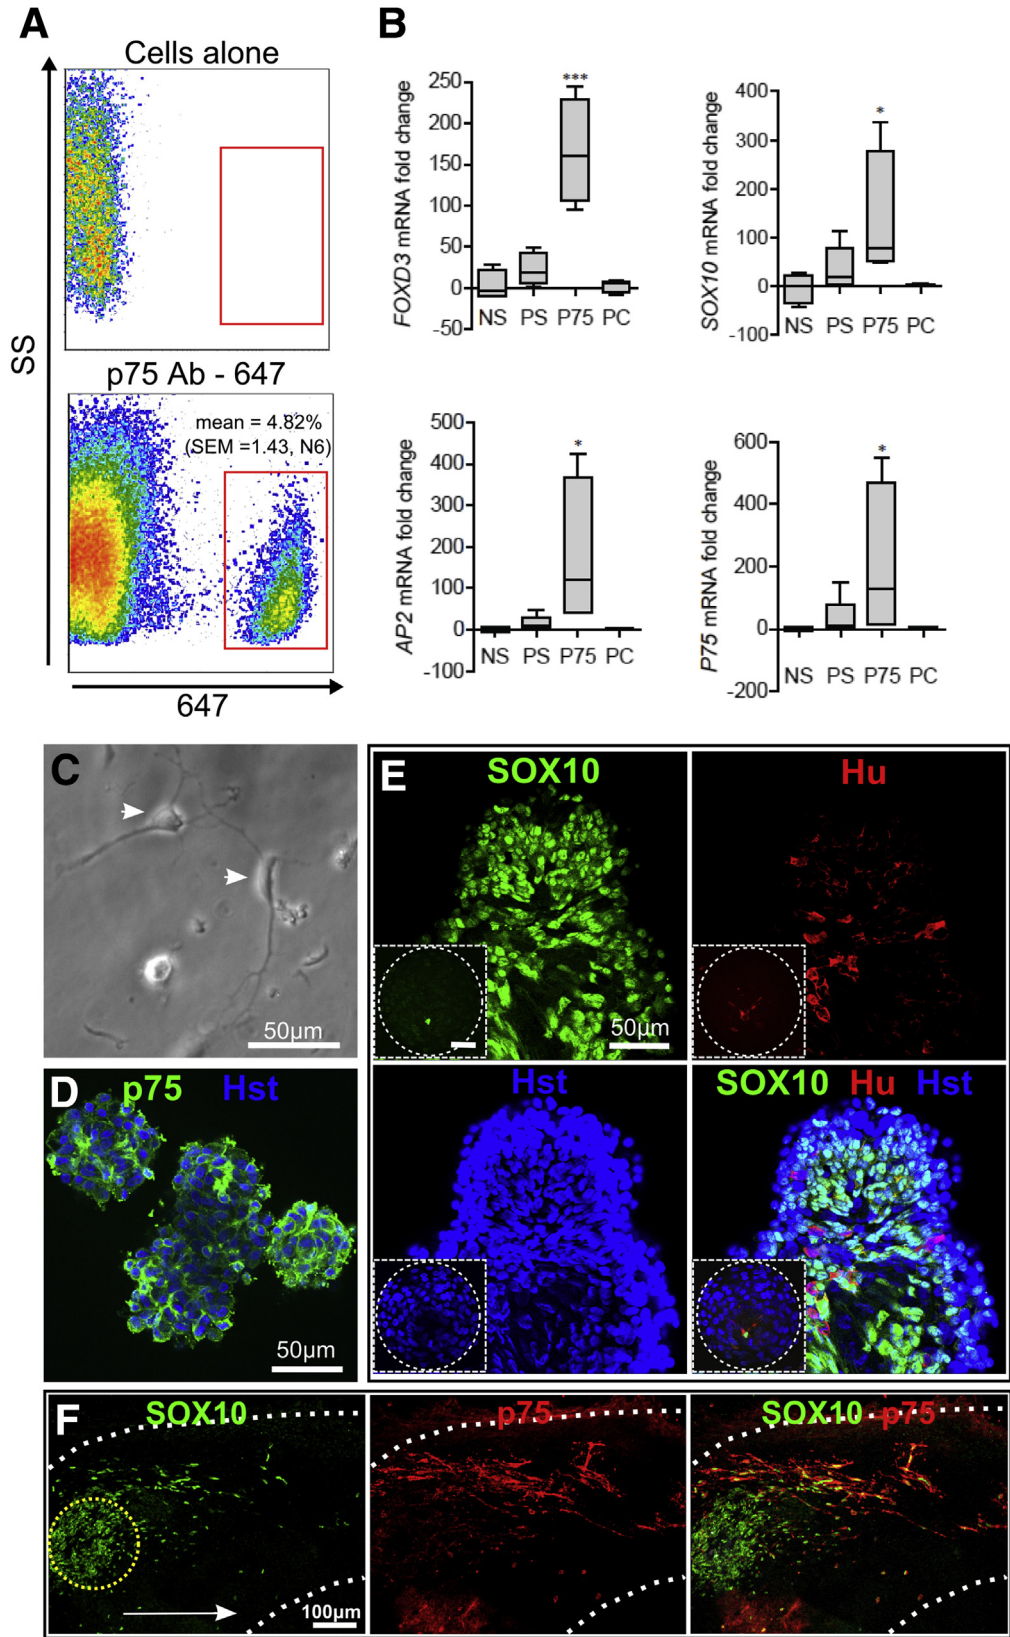 A
Cells alone
SS
p75 Ab - 647
mean = 4.82%
(SEM =1.43, N6)
647
B
FOXD3 mRNA fold change
250
200
150
100
50
0
-50
***
NS PS P75 PC
SOX10 mRNA fold change
400
300
200
100
0
-100
*
NS PS P75 PC
AP2 mRNA fold change
500
400
300
200
100
0
-100
*
NS PS P75 PC
P75 mRNA fold change
600
400
200
0
-200
*
NS PS P75 PC
C
50µm
D
p75 Hst
50µm
E
SOX10
50µm
Hu
Hst
SOX10 Hu Hst
F
SOX10
100µm
p75
SOX10 p75